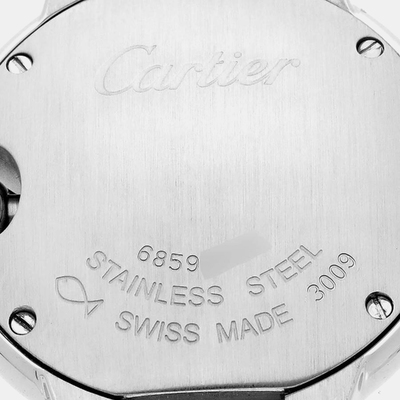 Cartier
6859
STAINLESS STEEL
SWISS MADE 3009